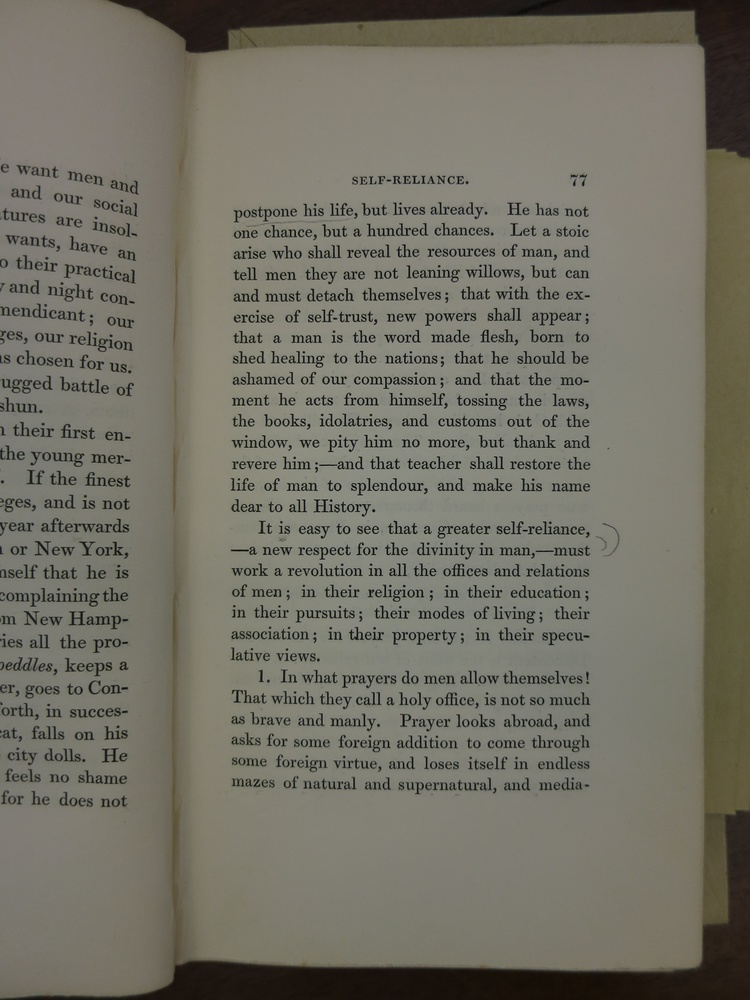 e want men and
and our social
tures are insol-
wants, have an
o their practical
y and night con-
mendicant; our
ges, our religion
as chosen for us.
ugged battle of
shun.
n their first en-
the young mer-
. If the finest
eges, and is not
year afterwards
n or New York,
mself that he is
complaining the
om New Hamp-
ries all the pro-
peddles, keeps a
er, goes to Con-
forth, in succes-
cat, falls on his
city dolls. He
feels no shame
for he does not
SELF-RELIANCE. 77
postpone his life, but lives already. He has not
one chance, but a hundred chances. Let a stoic
arise who shall reveal the resources of man, and
tell men they are not leaning willows, but can
and must detach themselves; that with the ex-
ercise of self-trust, new powers shall appear;
that a man is the word made flesh, born to
shed healing to the nations; that he should be
ashamed of our compassion; and that the mo-
ment he acts from himself, tossing the laws,
the books, idolatries, and customs out of the
window, we pity him no more, but thank and
revere him;—and that teacher shall restore the
life of man to splendour, and make his name
dear to all History.
It is easy to see that a greater self-reliance,
—a new respect for the divinity in man,—must
work a revolution in all the offices and relations
of men; in their religion; in their education;
in their pursuits; their modes of living; their
association; in their property; in their specu-
lative views.
1. In what prayers do men allow themselves!
That which they call a holy office, is not so much
as brave and manly. Prayer looks abroad, and
asks for some foreign addition to come through
some foreign virtue, and loses itself in endless
mazes of natural and supernatural, and media-